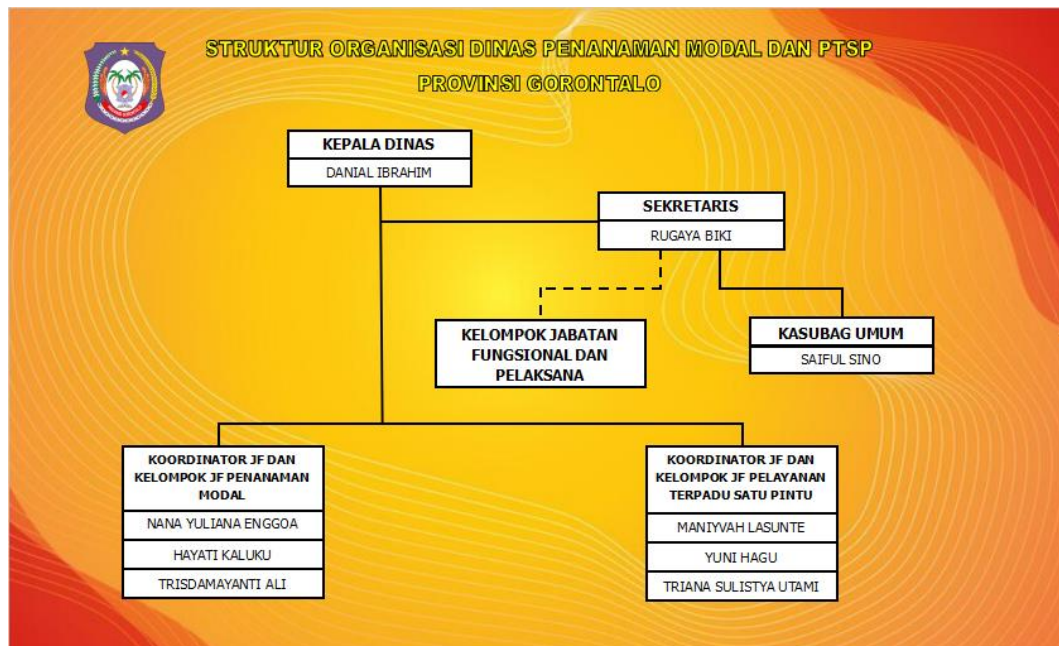 STRUKTUR ORGANISASI DINAS PENANAMAN MODAL DAN PTSP
PROVINSI GORONTALO
KEPALA DINAS
DANIAL IBRAHIM
SEKRETARIS
RUGAYA BIKI
KELOMPOK JABATAN
FUNGSIONAL DAN
PELAKSANA
KASUBAG UMUM
SAIFUL SINO
KOORDINATOR JF DAN
KELOMPOK JF PENANAMAN
MODAL
NANA YULIANA ENGGOA
HAYATI KALUKU
TRISDAMAYANTI ALI
KOORDINATOR JF DAN
KELOMPOK JF PELAYANAN
TERPADU SATU PINTU
MANIYVAH LASUNTE
YUNI HAGU
TRIANA SULISTYA UTAMI